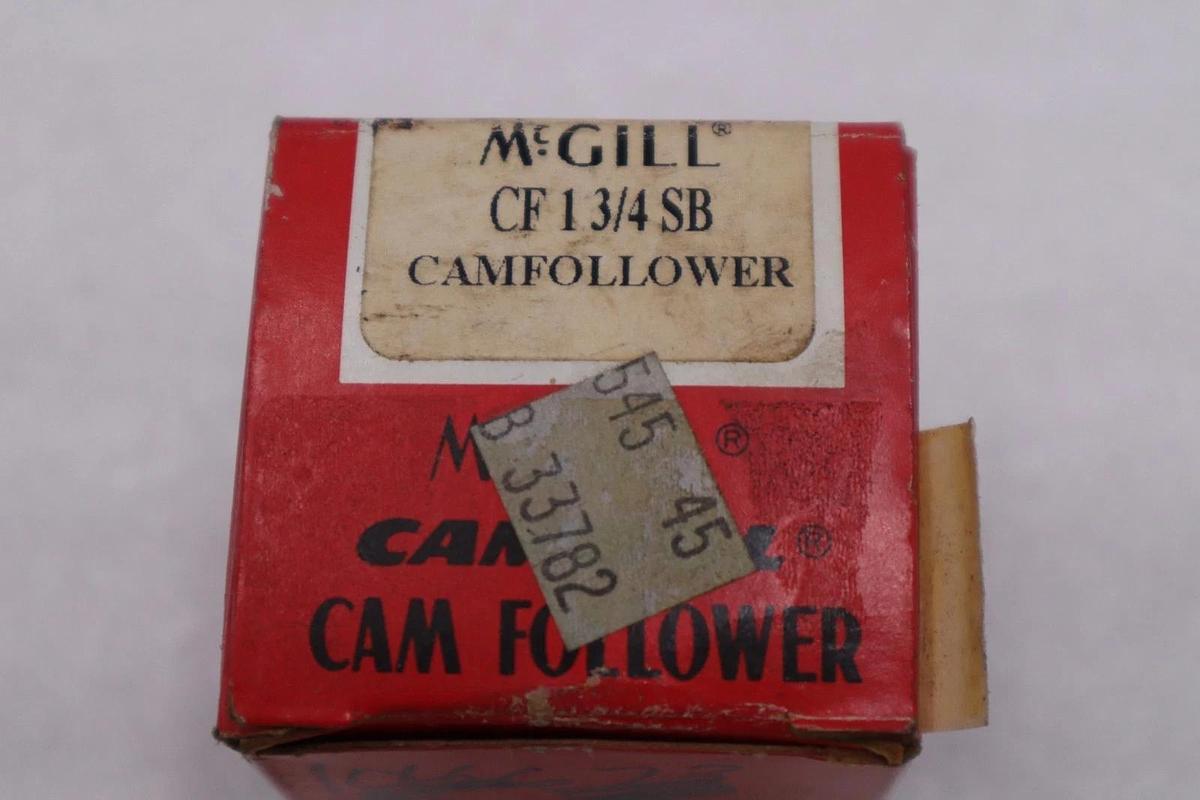 McGILL®
CF 1 3/4 SB
CAMFOLLOWER
545 45
B 33782
®
®
CAM FOLLOWER